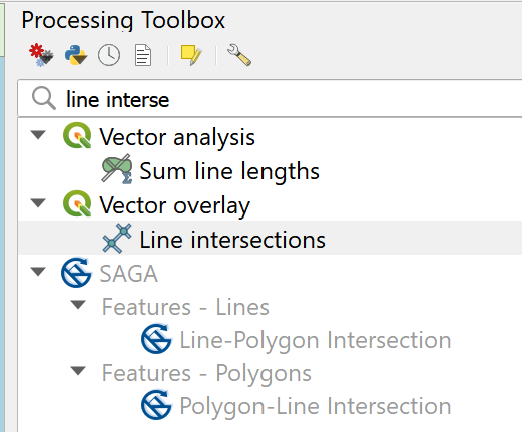 Processing Toolbox
line interse
Vector analysis
Sum line lengths
Vector overlay
Line intersections
SAGA
Features - Lines
Line-Polygon Intersection
Features - Polygons
Polygon-Line Intersection